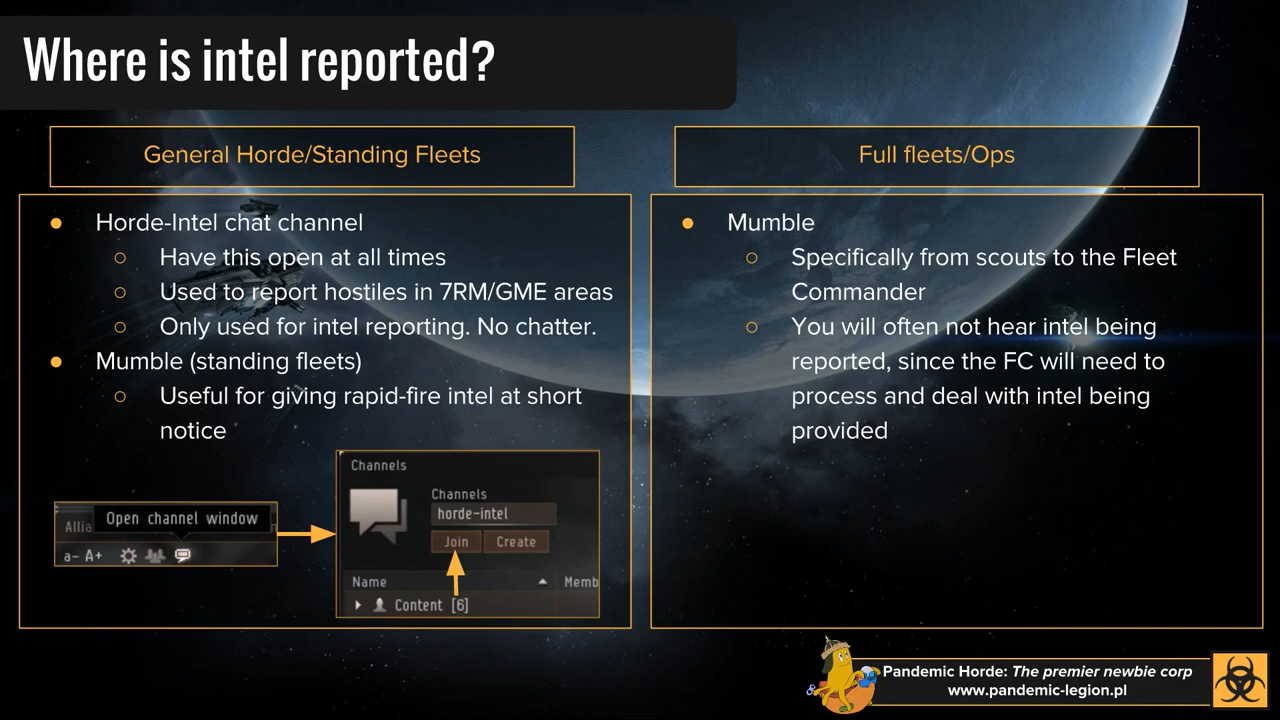 Where is intel reported?
General Horde/Standing Fleets
● Horde-Intel chat channel
○ Have this open at all times
○ Used to report hostiles in 7RM/GME areas
○ Only used for intel reporting. No chatter.
● Mumble (standing fleets)
○ Useful for giving rapid-fire intel at short
notice
Open channel window
Allia
a- A+
Channels
Channels
horde-intel
Join Create
Name Memb
Content [6]
Full fleets/Ops
● Mumble
○ Specifically from scouts to the Fleet
Commander
○ You will often not hear intel being
reported, since the FC will need to
process and deal with intel being
provided
Pandemic Horde: The premier newbie corp
www.pandemic-legion.pl